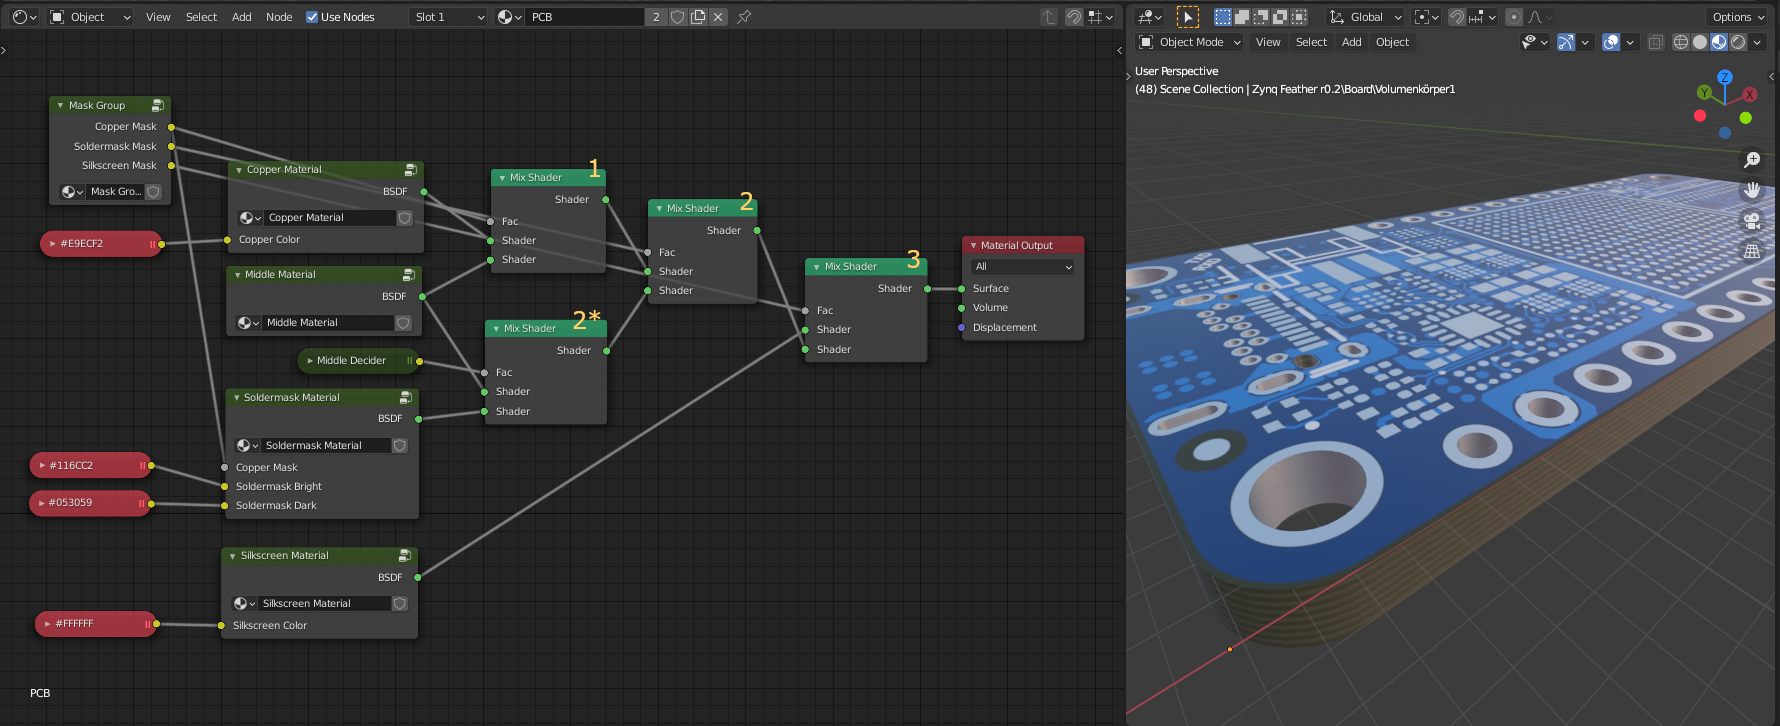 Object View Select Add Node Use Nodes Slot 1 PCB 2
Global Options
Object Mode View Select Add Object
User Perspective
(48) Scene Collection | Zynq Feather r0.2\Board\Volumenkörper1
Z
Y
X
Mask Group
Copper Mask
Soldermask Mask
Silkscreen Mask
Mask Gro...
#E9ECF2
Copper Material
BSDF
Copper Material
Copper Color
Middle Material
BSDF
Middle Material
Middle Decider
Soldermask Material
BSDF
Soldermask Material
Copper Mask
Soldermask Bright
Soldermask Dark
#116CC2
#053059
Silkscreen Material
BSDF
Silkscreen Material
Silkscreen Color
#FFFFFF
Mix Shader 1
Shader
Fac
Shader
Shader
Mix Shader 2*
Shader
Fac
Shader
Shader
Mix Shader 2
Shader
Fac
Shader
Shader
Mix Shader 3
Shader
Fac
Shader
Shader
Material Output
All
Surface
Volume
Displacement
PCB